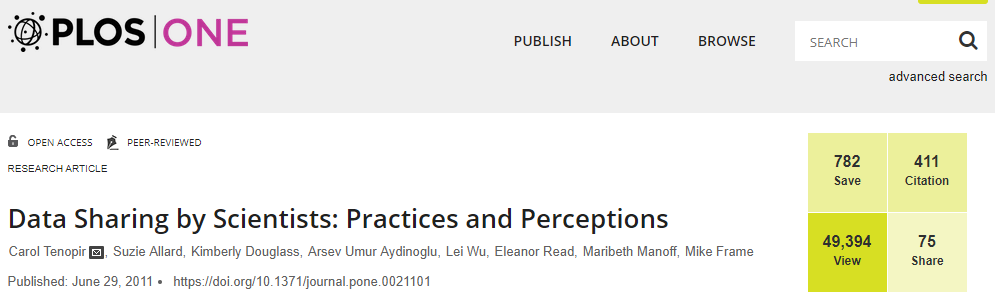 PLOS ONE
PUBLISH ABOUT BROWSE
SEARCH
advanced search
OPEN ACCESS PEER-REVIEWED
RESEARCH ARTICLE
Data Sharing by Scientists: Practices and Perceptions
Carol Tenopir, Suzie Allard, Kimberly Douglass, Arsev Umur Aydinoglu, Lei Wu, Eleanor Read, Maribeth Manoff, Mike Frame
Published: June 29, 2011 • https://doi.org/10.1371/journal.pone.0021101
782 411
Save Citation
49,394 75
View Share